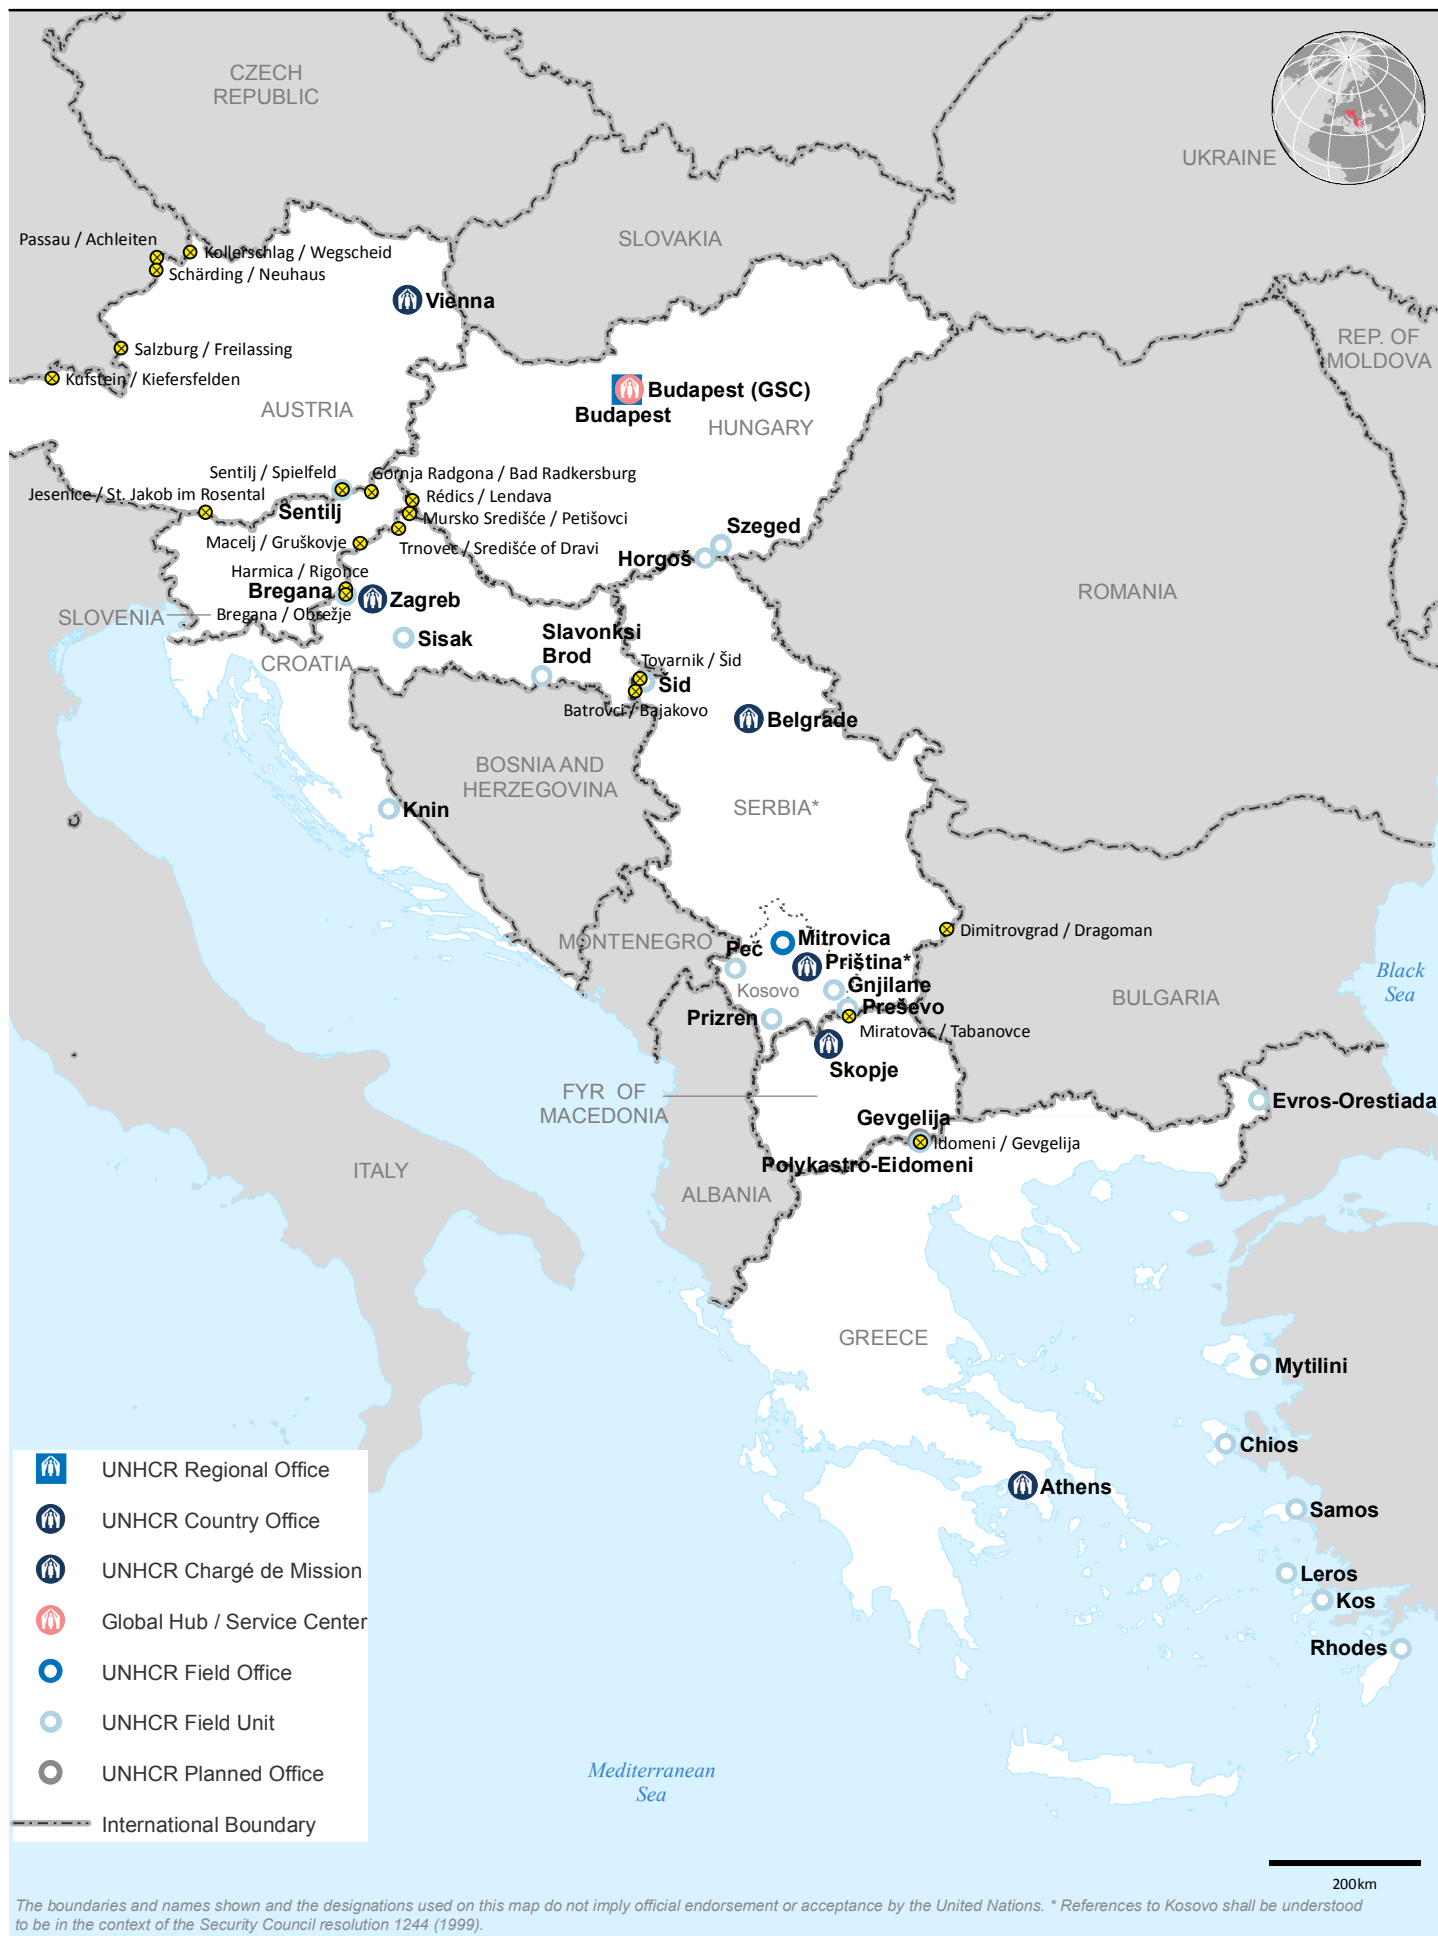 CZECH
REPUBLIC
UKRAINE
SLOVAKIA
Passau / Achleiten
Kollerschlag / Wegscheid
Schärding / Neuhaus
Vienna
Salzburg / Freilassing
REP. OF
MOLDOVA
Kufstein / Kiefersfelden
Budapest (GSC)
AUSTRIA
Budapest
HUNGARY
Sentilj / Spielfeld
Gornja Radgona / Bad Radkersburg
Jesenice / St. Jakob im Rosental
Rédics / Lendava
Sentilj
Mursko Središće / Petišovci
Szeged
Macelj / Gruškovje
Trnovec / Središće of Dravi
Horgoš
Harmica / Rigonce
Bregana
Zagreb
ROMANIA
SLOVENIA
Bregana / Obrežje
Sisak
Slavonksi
Brod
CROATIA
Tovarnik / Šid
Šid
Batrovci / Bajakovo
Belgrade
BOSNIA AND
HERZEGOVINA
SERBIA*
Knin
Dimitrovgrad / Dragoman
MONTENEGRO
Mitrovica
Peć
Priština*
Black
Sea
Kosovo
Gnjilane
BULGARIA
Preševo
Prizren
Miratovac / Tabanovce
Skopje
FYR OF
MACEDONIA
Evros-Orestiada
Gevgelija
Idomeni / Gevgelija
Polykastro-Eidomeni
ITALY
ALBANIA
GREECE
Mytilini
Chios
Athens
Samos
Leros
Kos
Rhodes
UNHCR Regional Office
UNHCR Country Office
UNHCR Chargé de Mission
Global Hub / Service Center
UNHCR Field Office
UNHCR Field Unit
UNHCR Planned Office
International Boundary
Mediterranean
Sea
200km
The boundaries and names shown and the designations used on this map do not imply official endorsement or acceptance by the United Nations. * References to Kosovo shall be understood
to be in the context of the Security Council resolution 1244 (1999).